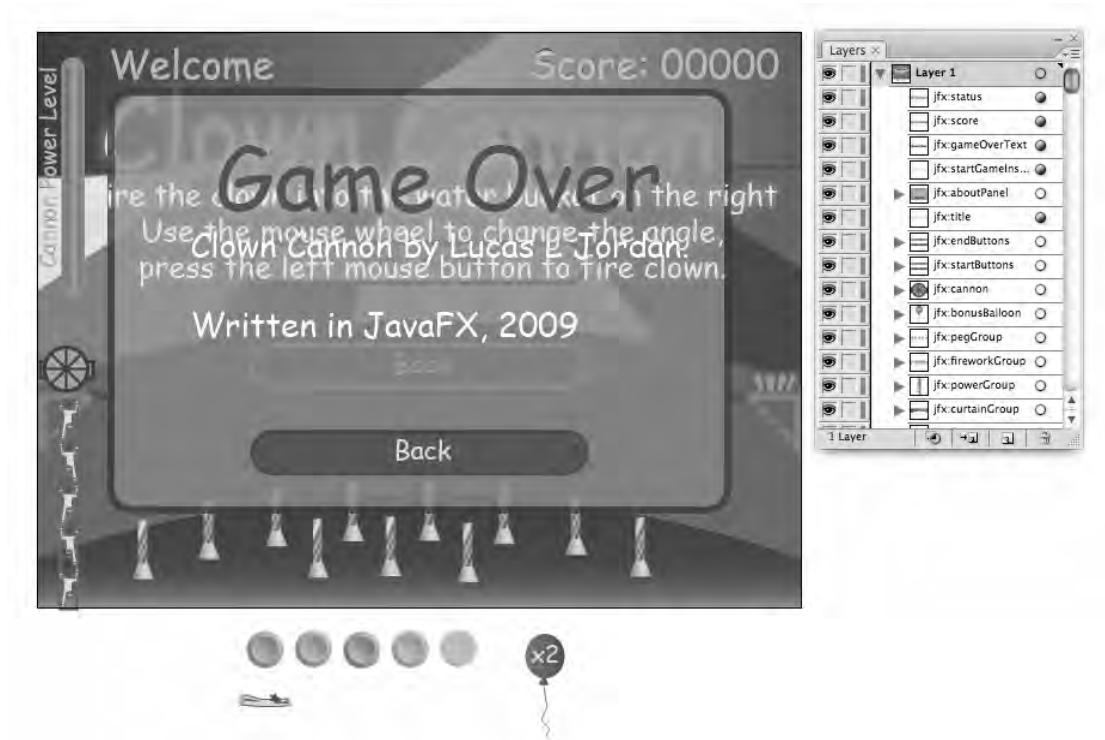 Welcome
Score: 00000
Cannon Power Level
Clown Cannon
Game Over
ire the clown into the water bucket on the right
Use the mouse wheel to change the angle,
Clown Cannon by Lucas L Jordan.
press the left mouse button to fire clown.
Written in JavaFX, 2009
Back
Back
x2
Layers ×
Layer 1
jfx:status
jfx:score
jfx:gameOverText
jfx:startGameIns...
jfx:aboutPanel
jfx:title
jfx:endButtons
jfx:startButtons
jfx:cannon
jfx:bonusBalloon
jfx:pegGroup
jfx:fireworkGroup
jfx:powerGroup
jfx:curtainGroup
1 Layer